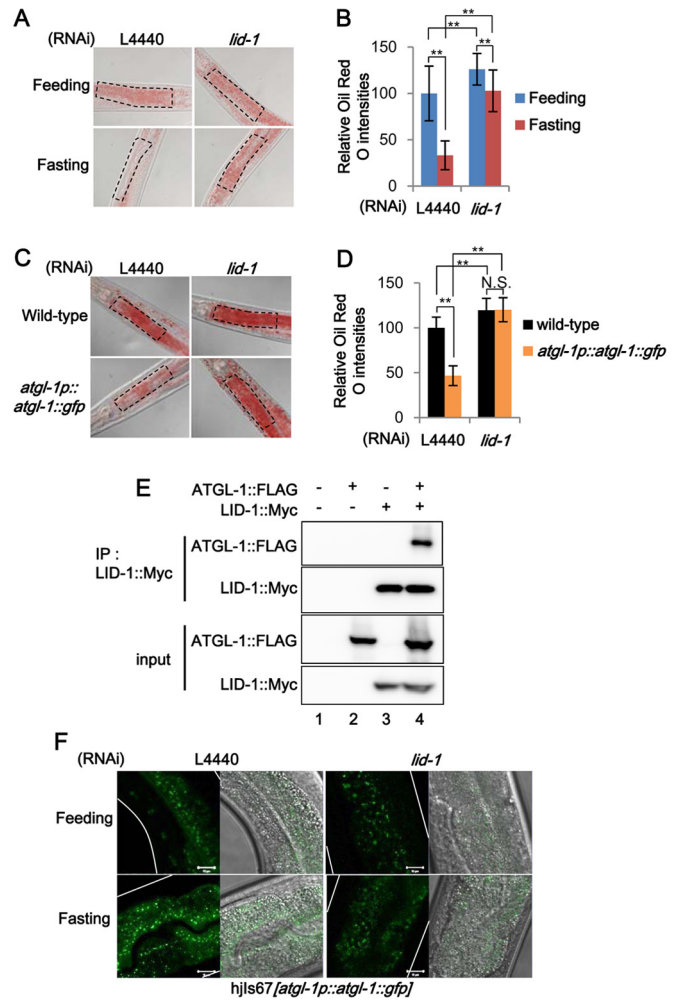 A
(RNAi) L4440 lid-1
Feeding
Fasting
B
** **
** **
Relative Oil Red
O intensities
150
100
50
0
Feeding
Fasting
(RNAi) L4440 lid-1
C
(RNAi) L4440 lid-1
Wild-type
atgl-1p::
atgl-1::gfp
D
**
**
** N.S.
Relative Oil Red
O intensities
150
100
50
0
wild-type
atgl-1p::atgl-1::gfp
(RNAi) L4440 lid-1
E
ATGL-1::FLAG - + - +
LID-1::Myc - - + +
IP :
LID-1::Myc
ATGL-1::FLAG
LID-1::Myc
input
ATGL-1::FLAG
LID-1::Myc
1 2 3 4
F
(RNAi) L4440 lid-1
Feeding
Fasting
hjIs67[atgl-1p::atgl-1::gfp]